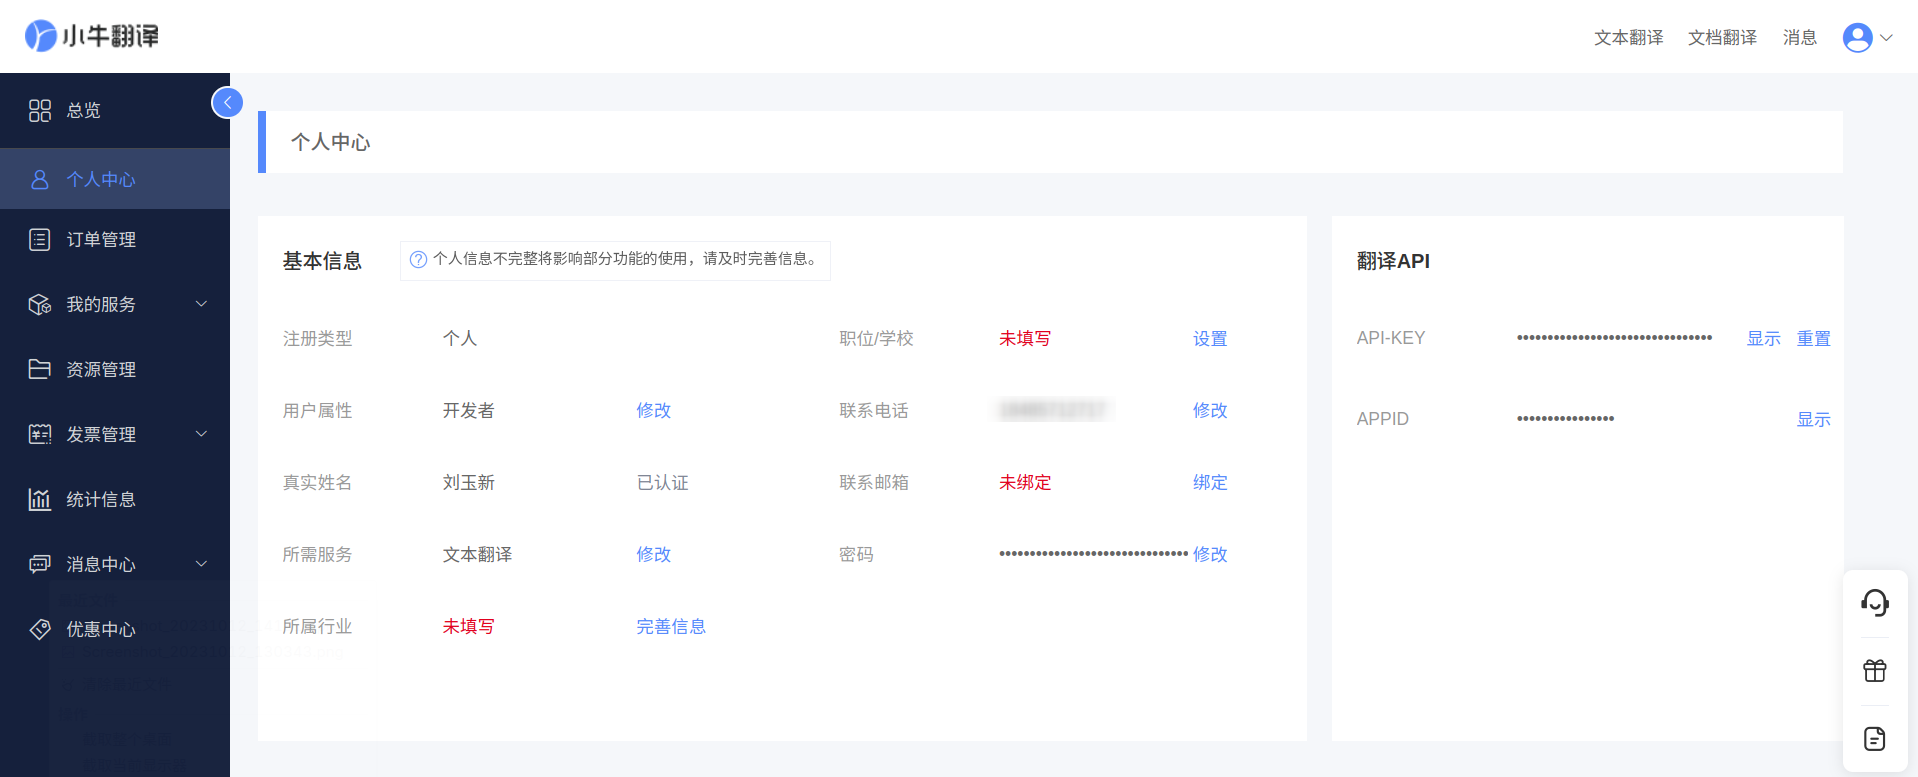 小牛翻译
文本翻译 文档翻译 消息
总览
个人中心
订单管理
我的服务
资源管理
发票管理
统计信息
消息中心
优惠中心
个人中心
基本信息 个人信息不完整将影响部分功能的使用，请及时完善信息。
注册类型 个人 职位/学校 未填写 设置
用户属性 开发者 修改 联系电话 修改
真实姓名 刘玉新 已认证 联系邮箱 未绑定 绑定
所需服务 文本翻译 修改 密码 •••••••••••••••••••••••••••••••• 修改
所属行业 未填写 完善信息
翻译API
API-KEY •••••••••••••••••••••••••••••••• 显示 重置
APPID •••••••••••••••• 显示